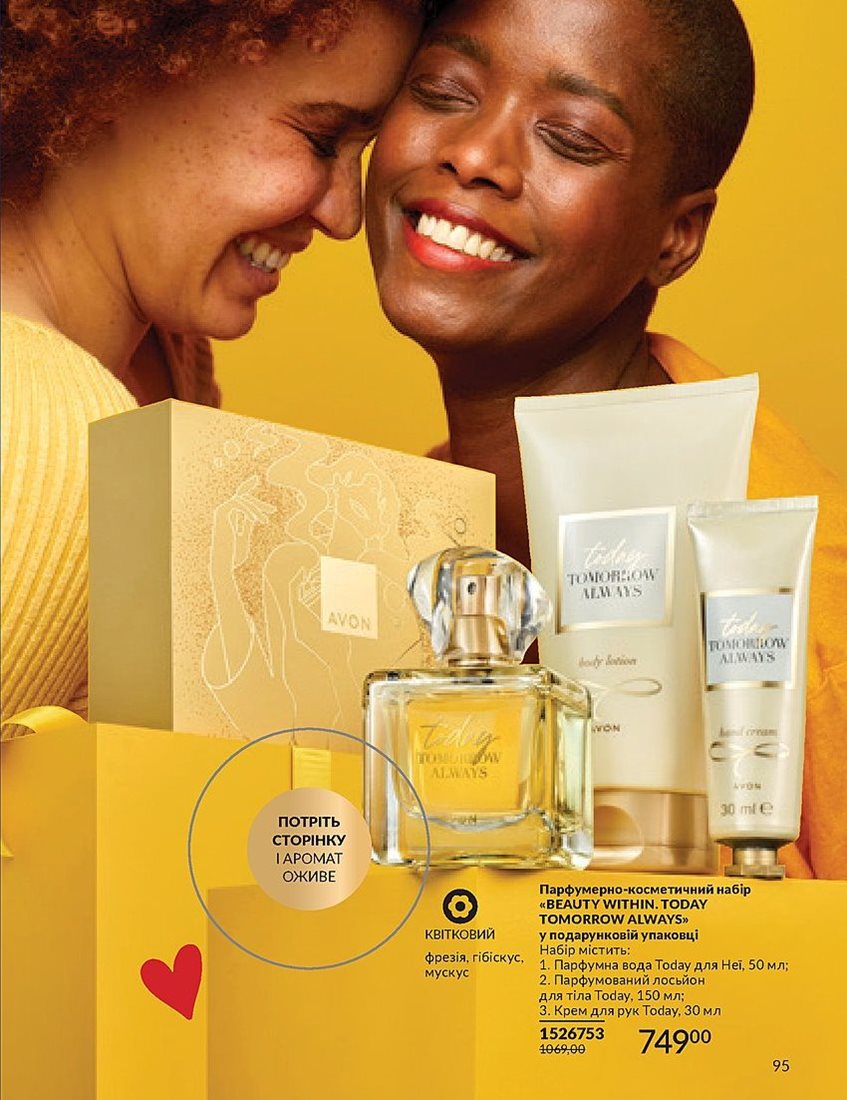 AVON
today
TOMORROW
ALWAYS
body lotion
AVON
today
TOMORROW
ALWAYS
hand cream
AVON
30 ml e
today
TOMORROW
ALWAYS
AVON
ПОТРІТЬ
СТОРІНКУ
І АРОМАТ
ОЖИВЕ
КВІТКОВИЙ
фрезія, гібіскус,
мускус
Парфумерно-косметичний набір
«BEAUTY WITHIN. TODAY
TOMORROW ALWAYS»
у подарунковій упаковці
Набір містить:
1. Парфумна вода Today для Неї, 50 мл;
2. Парфумований лосьйон
для тіла Today, 150 мл;
3. Крем для рук Today, 30 мл
1526753
1069,00
74900
95